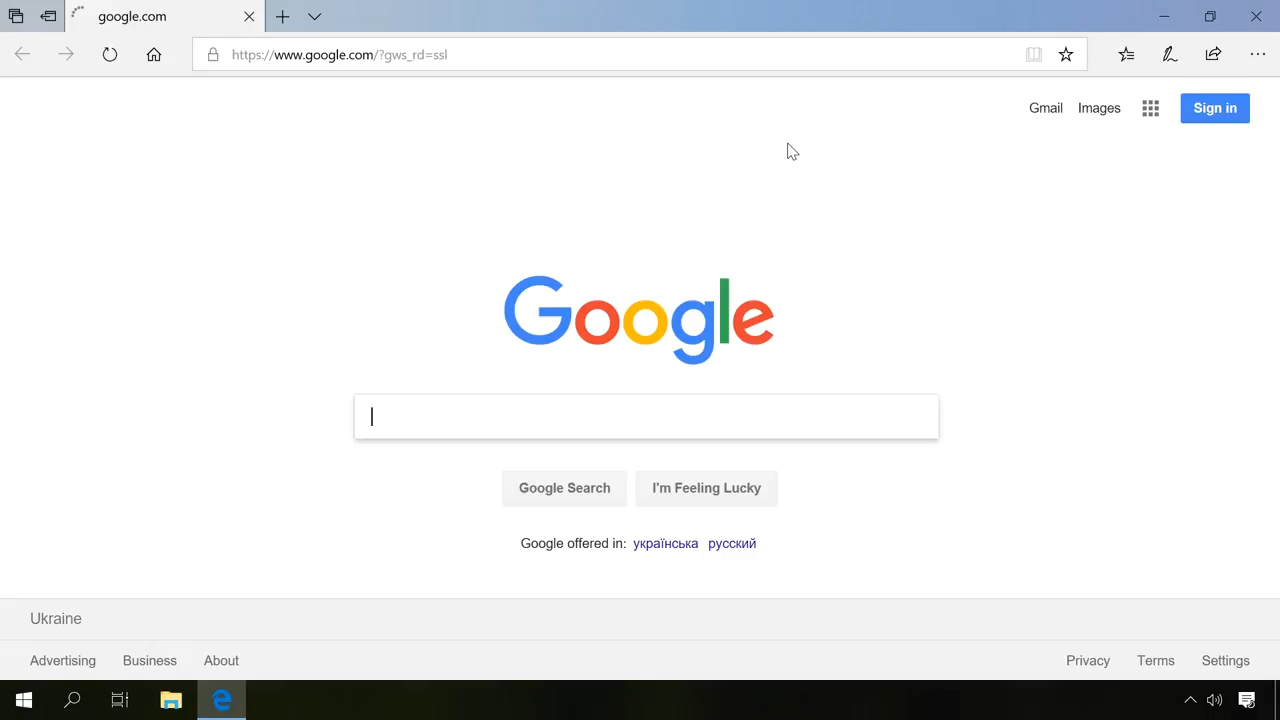 google.com
https://www.google.com/?gws_rd=ssl
Gmail Images Sign in
Google
Google Search I'm Feeling Lucky
Google offered in: українська русский
Ukraine
Advertising Business About Privacy Terms Settings